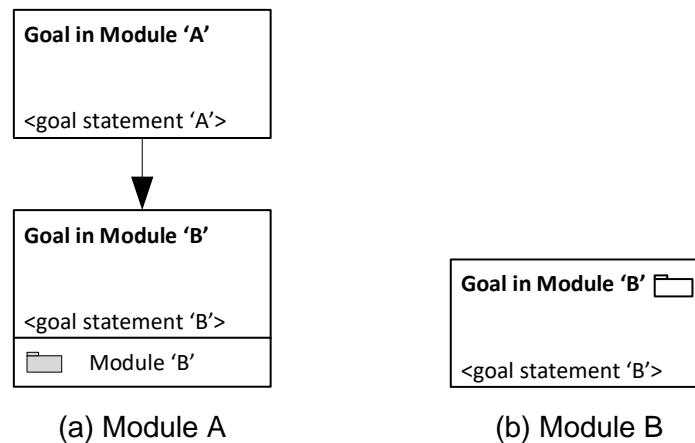 Goal in Module ‘A’
<goal statement ‘A’>
Goal in Module ‘B’
<goal statement ‘B’>
Module ‘B’
(a) Module A
Goal in Module ‘B’
<goal statement ‘B’>
(b) Module B